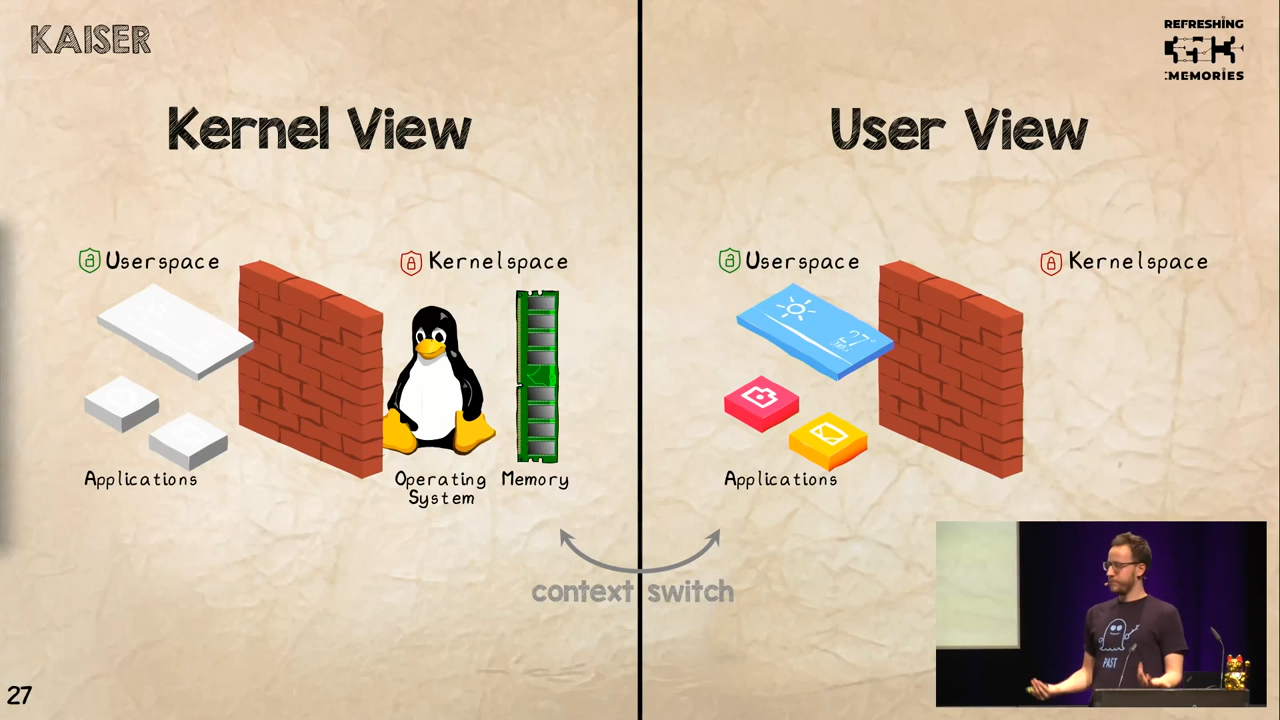 KAISER
REFRESHING
MEMORIES
Kernel View
User View
Userspace
Kernelspace
Userspace
Kernelspace
27°
Applications
Operating
System
Memory
Applications
context switch
PAST
27